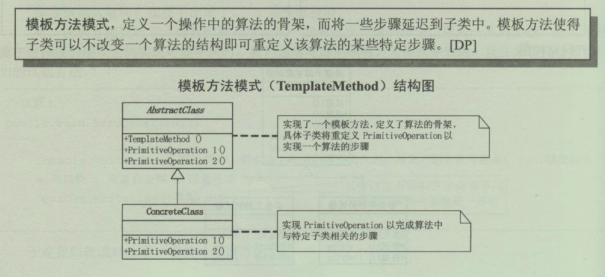 模板方法模式，定义一个操作中的算法的骨架，而将一些步骤延迟到子类中。模板方法使得
子类可以不改变一个算法的结构即可重定义该算法的某些特定步骤。[DP]
模板方法模式（TemplateMethod）结构图
AbstractClass
+TemplateMethod ()
+PrimitiveOperation 1()
+PrimitiveOperation 2()
实现了一个模板方法，定义了算法的骨架，
具体子类将重定义 PrimitiveOperation 以
实现一个算法的步骤
ConcreteClass
+PrimitiveOperation 1()
+PrimitiveOperation 2()
实现 PrimitiveOperation 以完成算法中
与特定子类相关的步骤